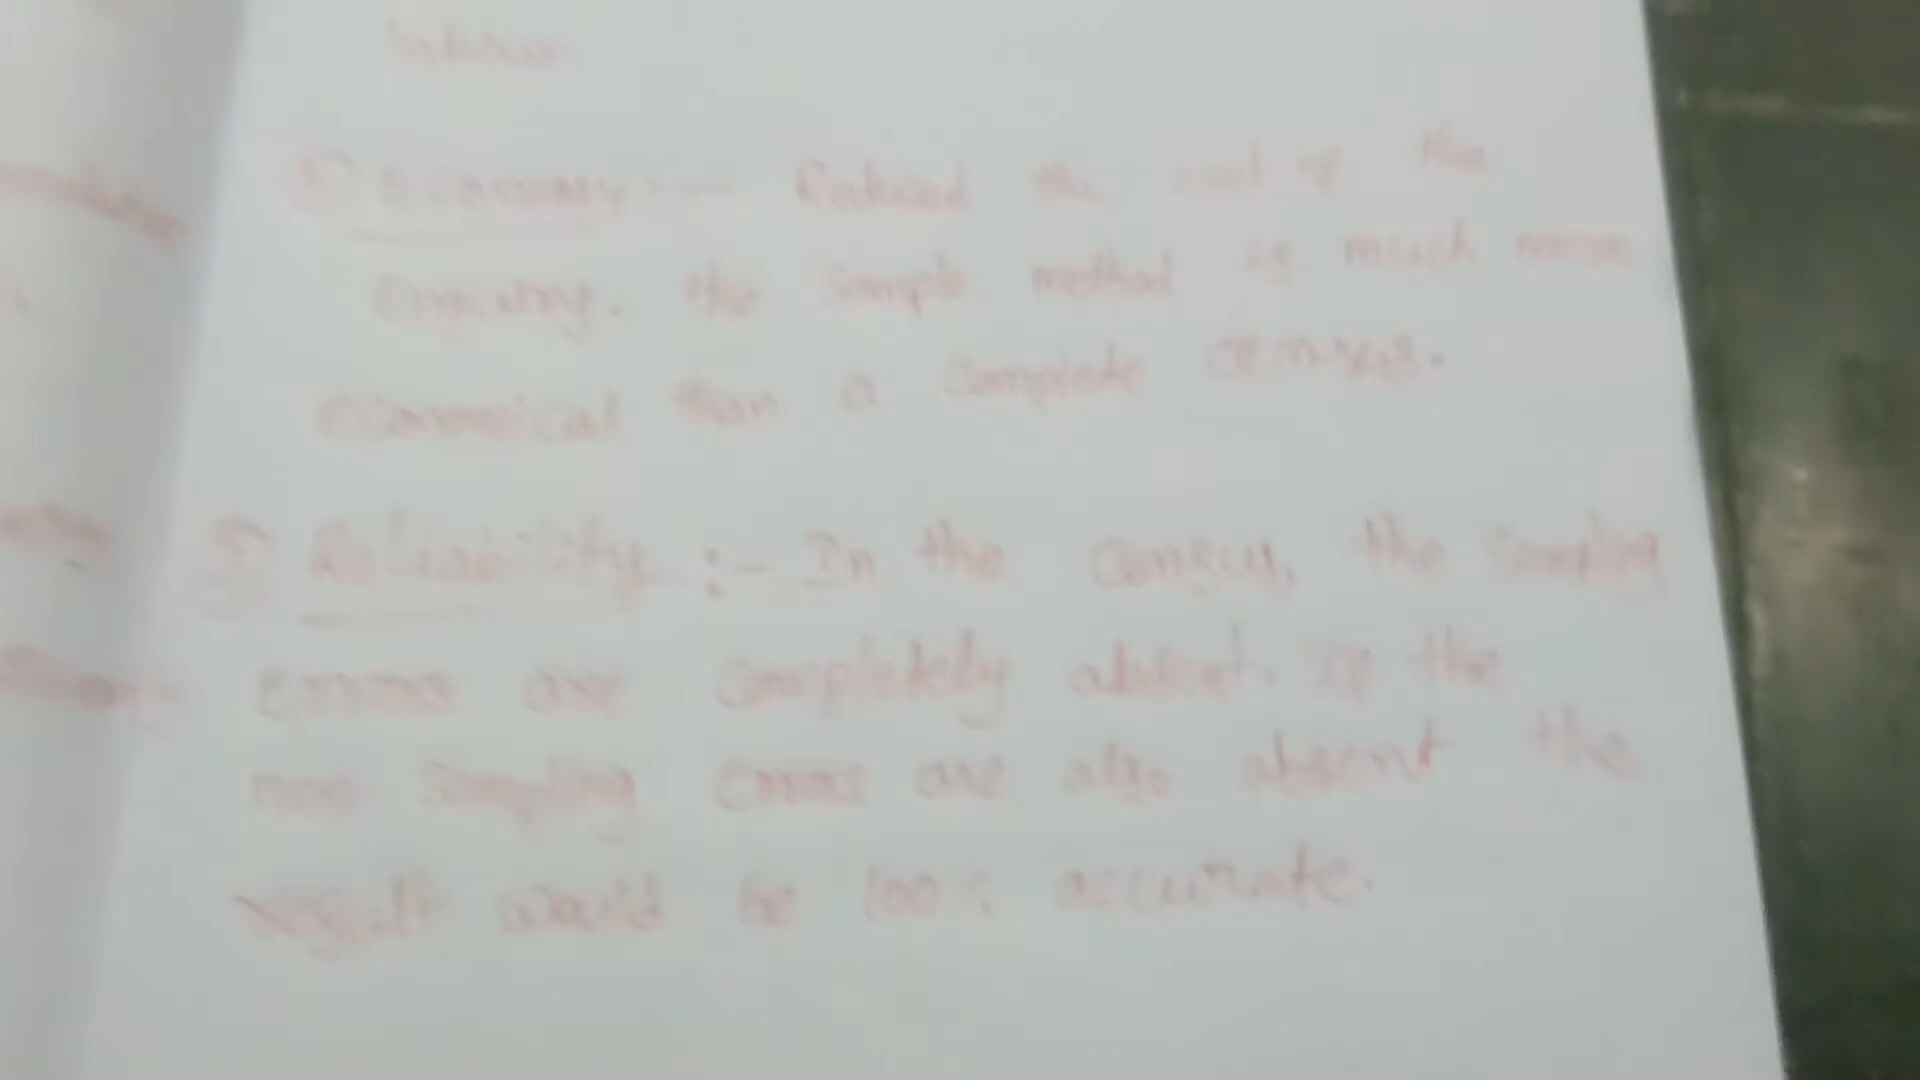 economy :- Reduced the cost of the
enquiry. the sample method is much more
economical than a complete census.
⑤ Reliability :- In the census, the sampling
errors are completely absent. If the
non sampling errors are also absent the
result would be 100% accurate.